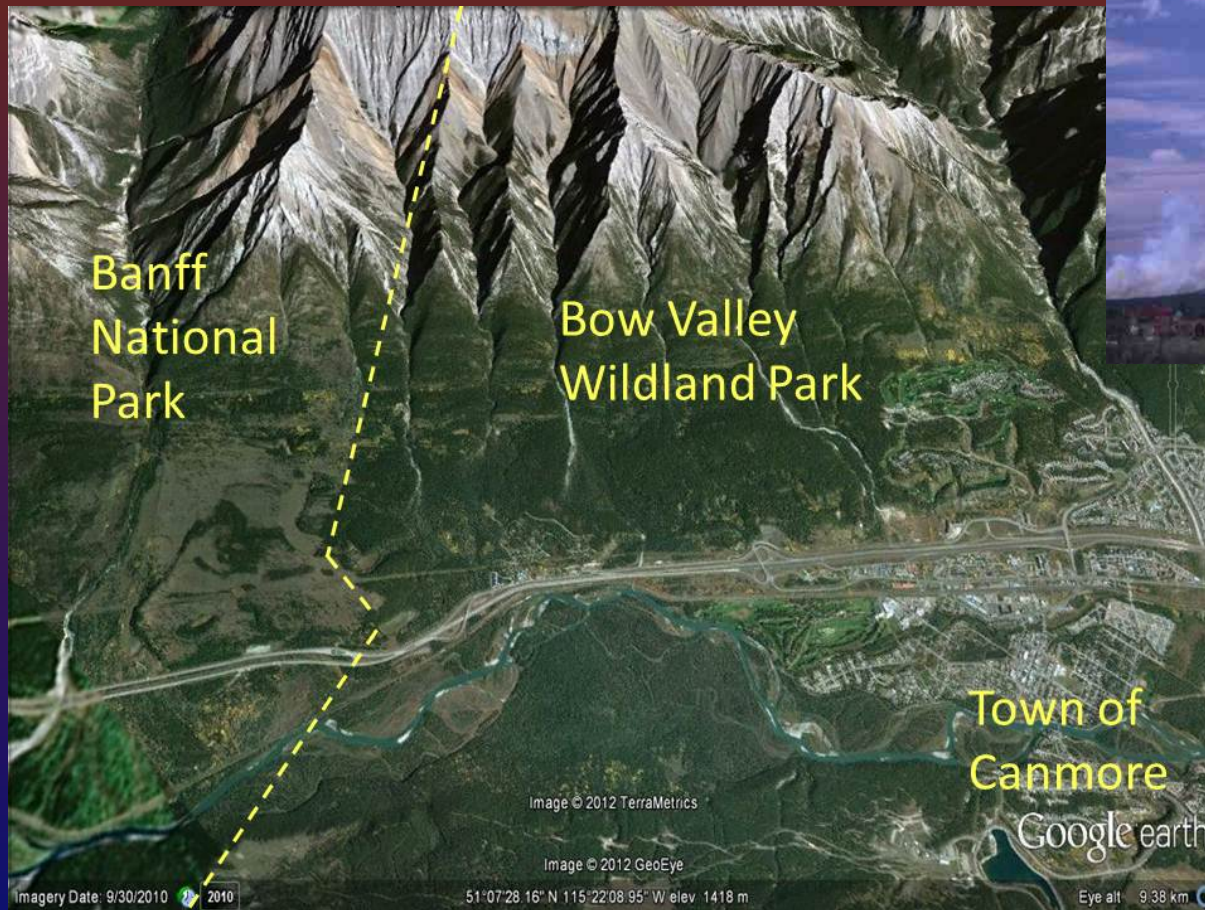 Banff
National
Park
Bow Valley
Wildland Park
Town of
Canmore
Image © 2012 TerraMetrics
Google earth
Image © 2012 GeoEye
Imagery Date: 9/30/2010 2010 51°07'28.16" N 115°22'08.95" W elev 1418 m Eye alt 9.38 km